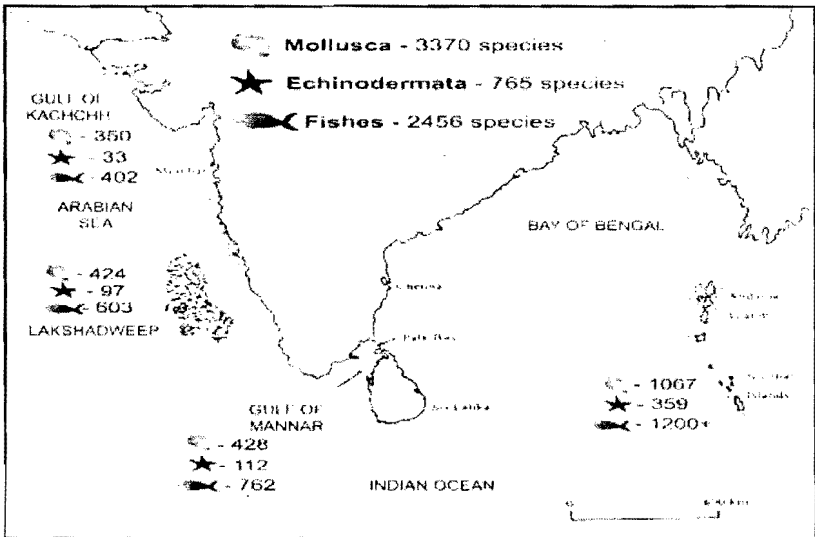 Mollusca - 3370 species
Echinodermata - 765 species
Fishes - 2456 species
GULF OF
KACHCHH
- 350
- 33
- 402
ARABIAN
SEA
BAY OF BENGAL
- 424
- 97
- 603
LAKSHADWEEP
Palk Bay
Sri Lanka
GULF OF
MANNAR
- 428
- 112
- 762
- 1067
- 359
- 1200+
Islands
INDIAN OCEAN
0